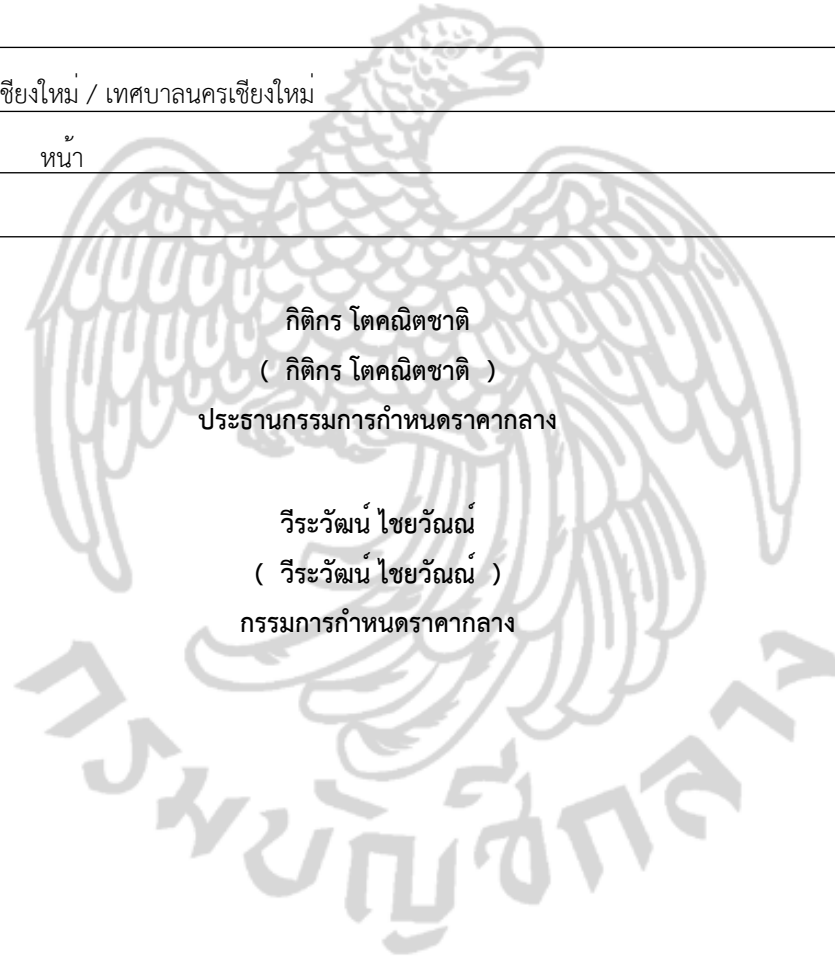 ชียงใหม่ / เทศบาลนครเชียงใหม่
หน้า
กิติกร โตคณิตชาติ
( กิติกร โตคณิตชาติ )
ประธานกรรมการกำหนดราคากลาง
วีระวัฒน์ ไชยวัณณ์
( วีระวัฒน์ ไชยวัณณ์ )
กรรมการกำหนดราคากลาง
กรมบัญชีกลาง